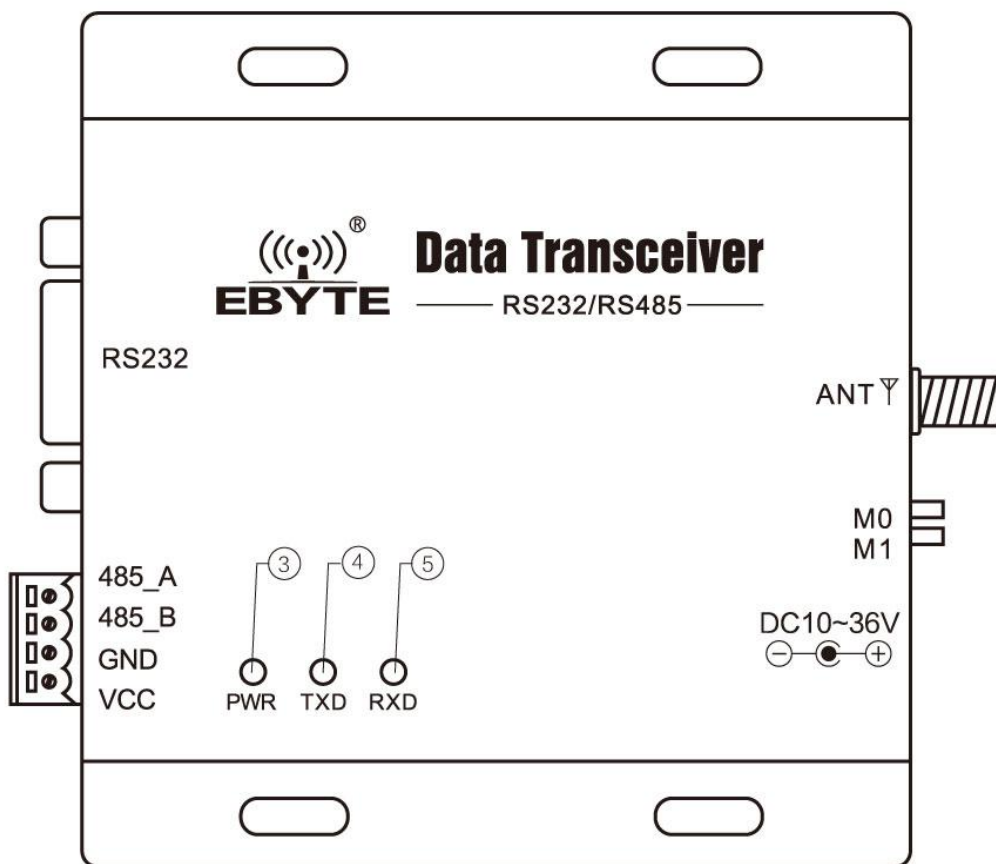 ®
EBYTE
Data Transceiver
RS232/RS485
RS232
ANT
M0
M1
485_A
485_B
GND
VCC
③ ④ ⑤
PWR TXD RXD
DC10~36V
− +